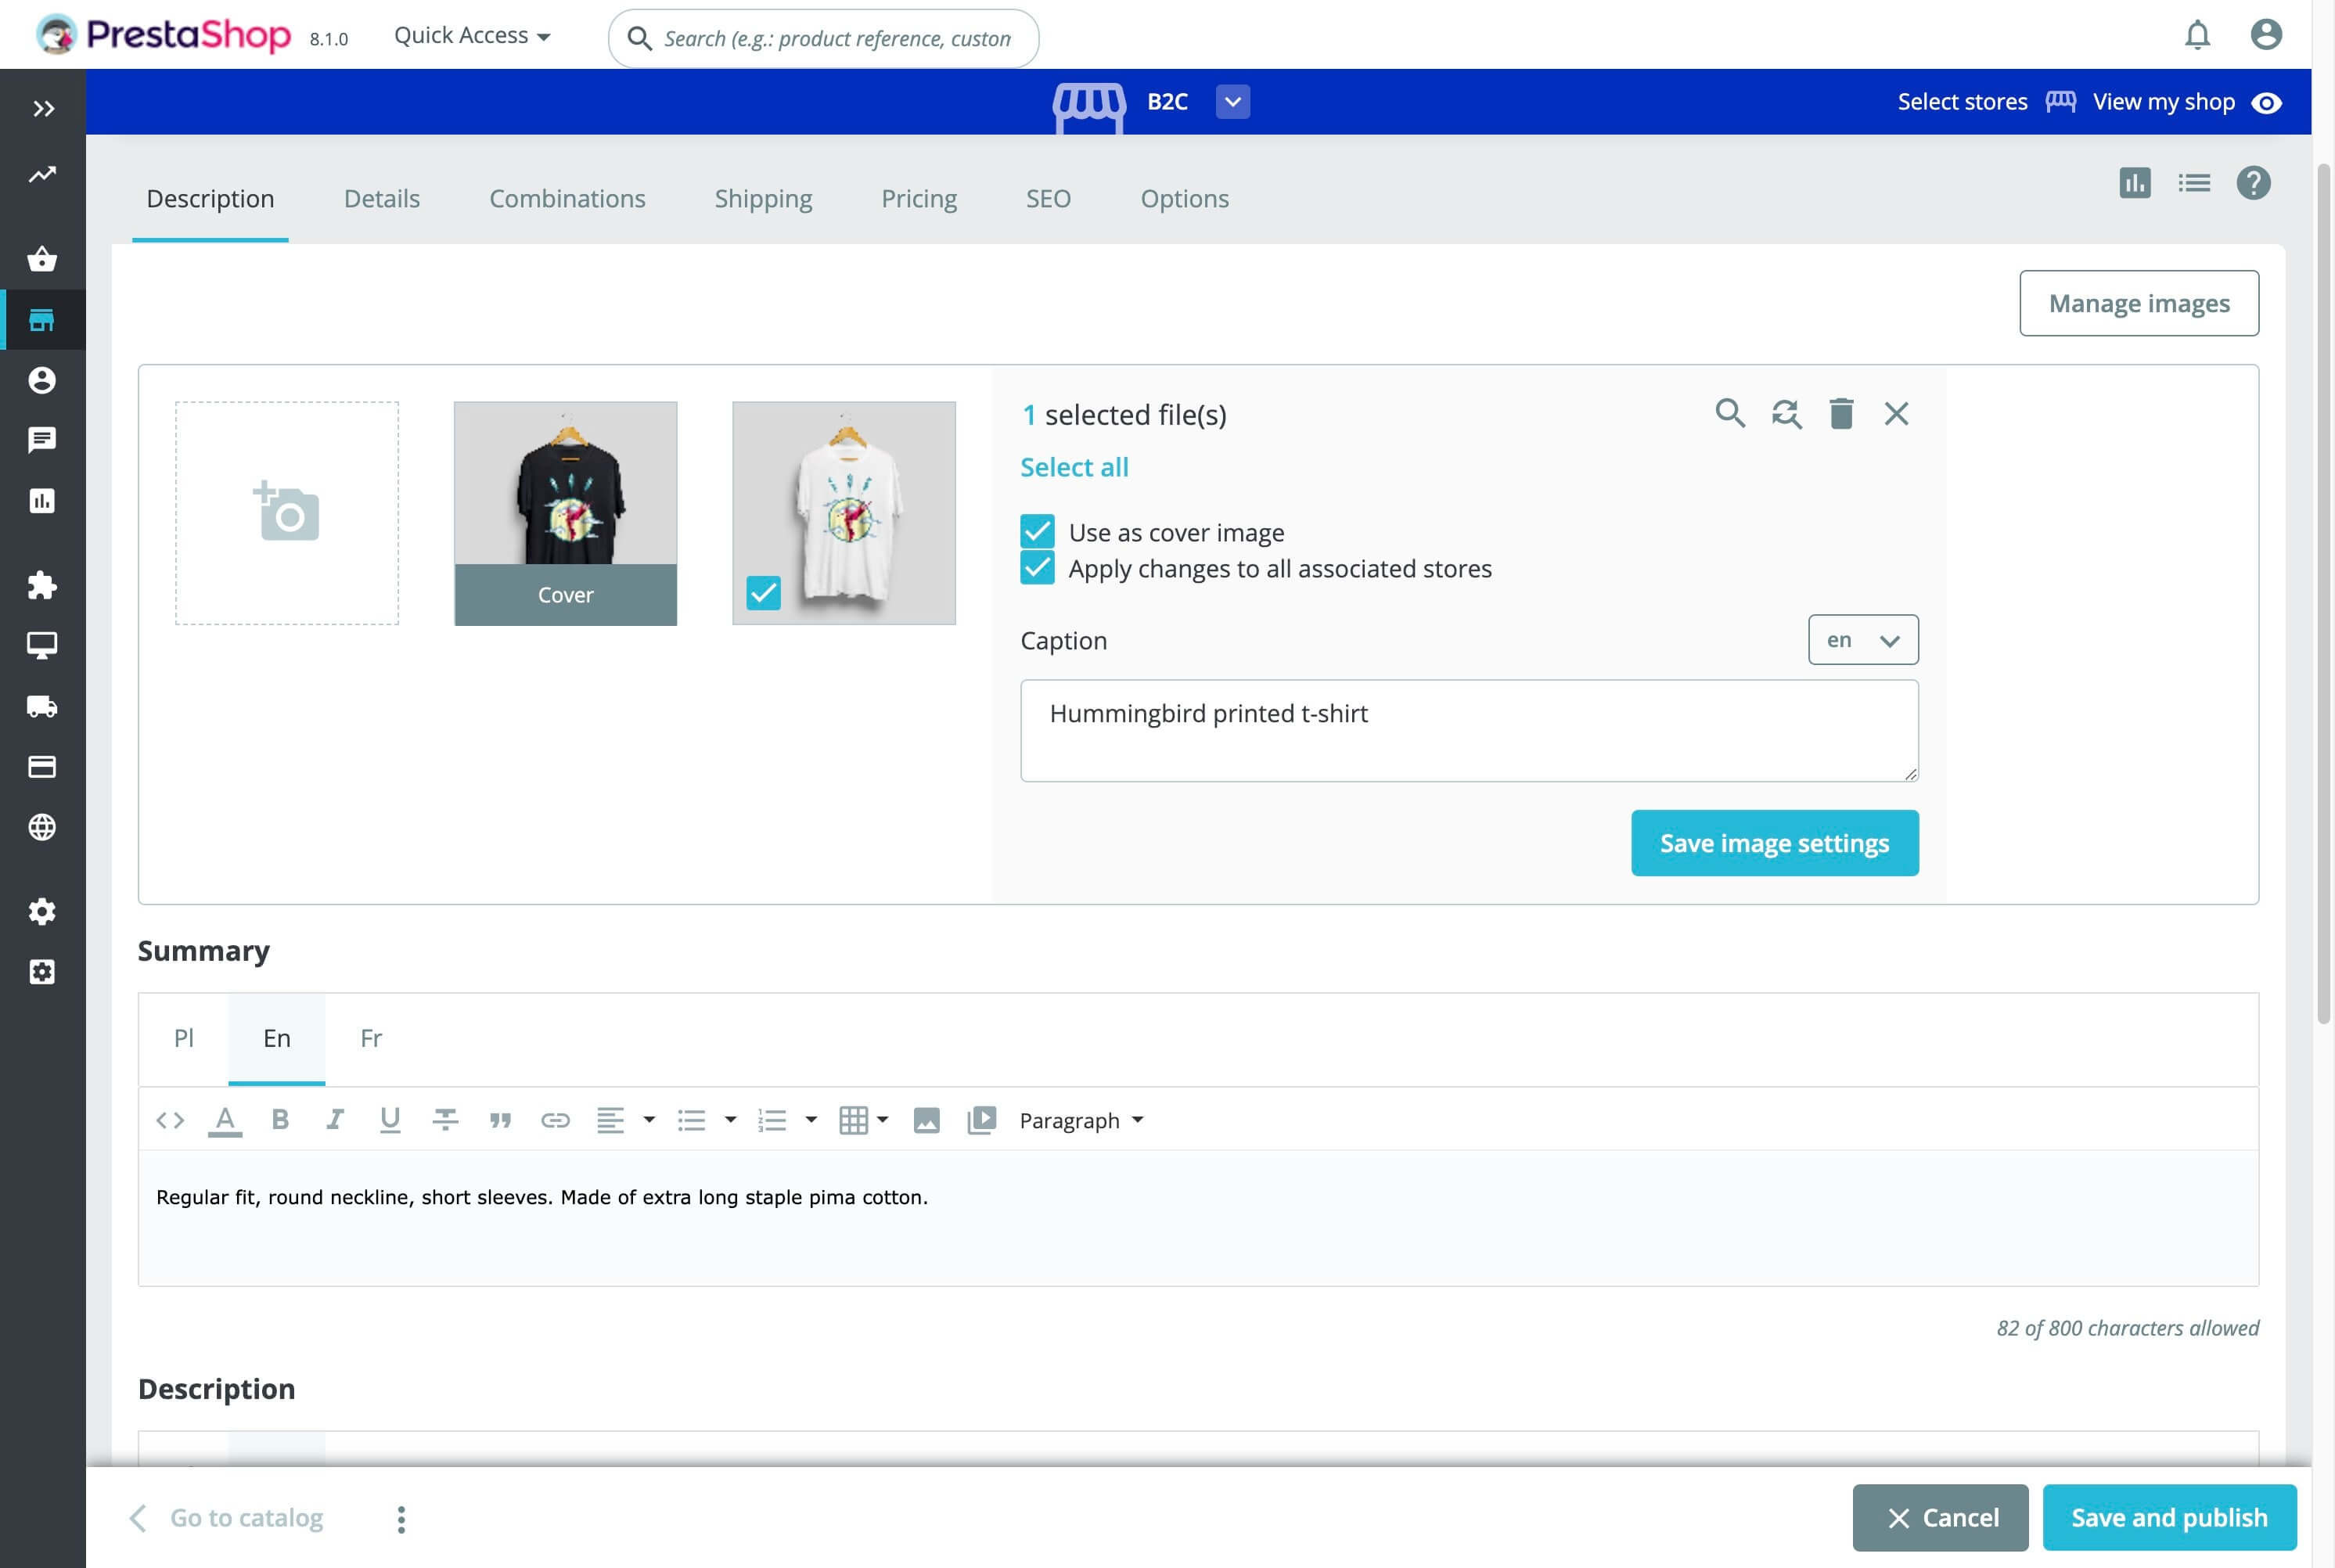 PrestaShop 8.1.0 Quick Access Search (e.g.: product reference, custon
B2C Select stores View my shop
Description Details Combinations Shipping Pricing SEO Options
Manage images
1 selected file(s)
Select all
Use as cover image
Apply changes to all associated stores
Cover
Caption en
Hummingbird printed t-shirt
Save image settings
Summary
Pl En Fr
Paragraph
Regular fit, round neckline, short sleeves. Made of extra long staple pima cotton.
82 of 800 characters allowed
Description
Go to catalog Cancel Save and publish